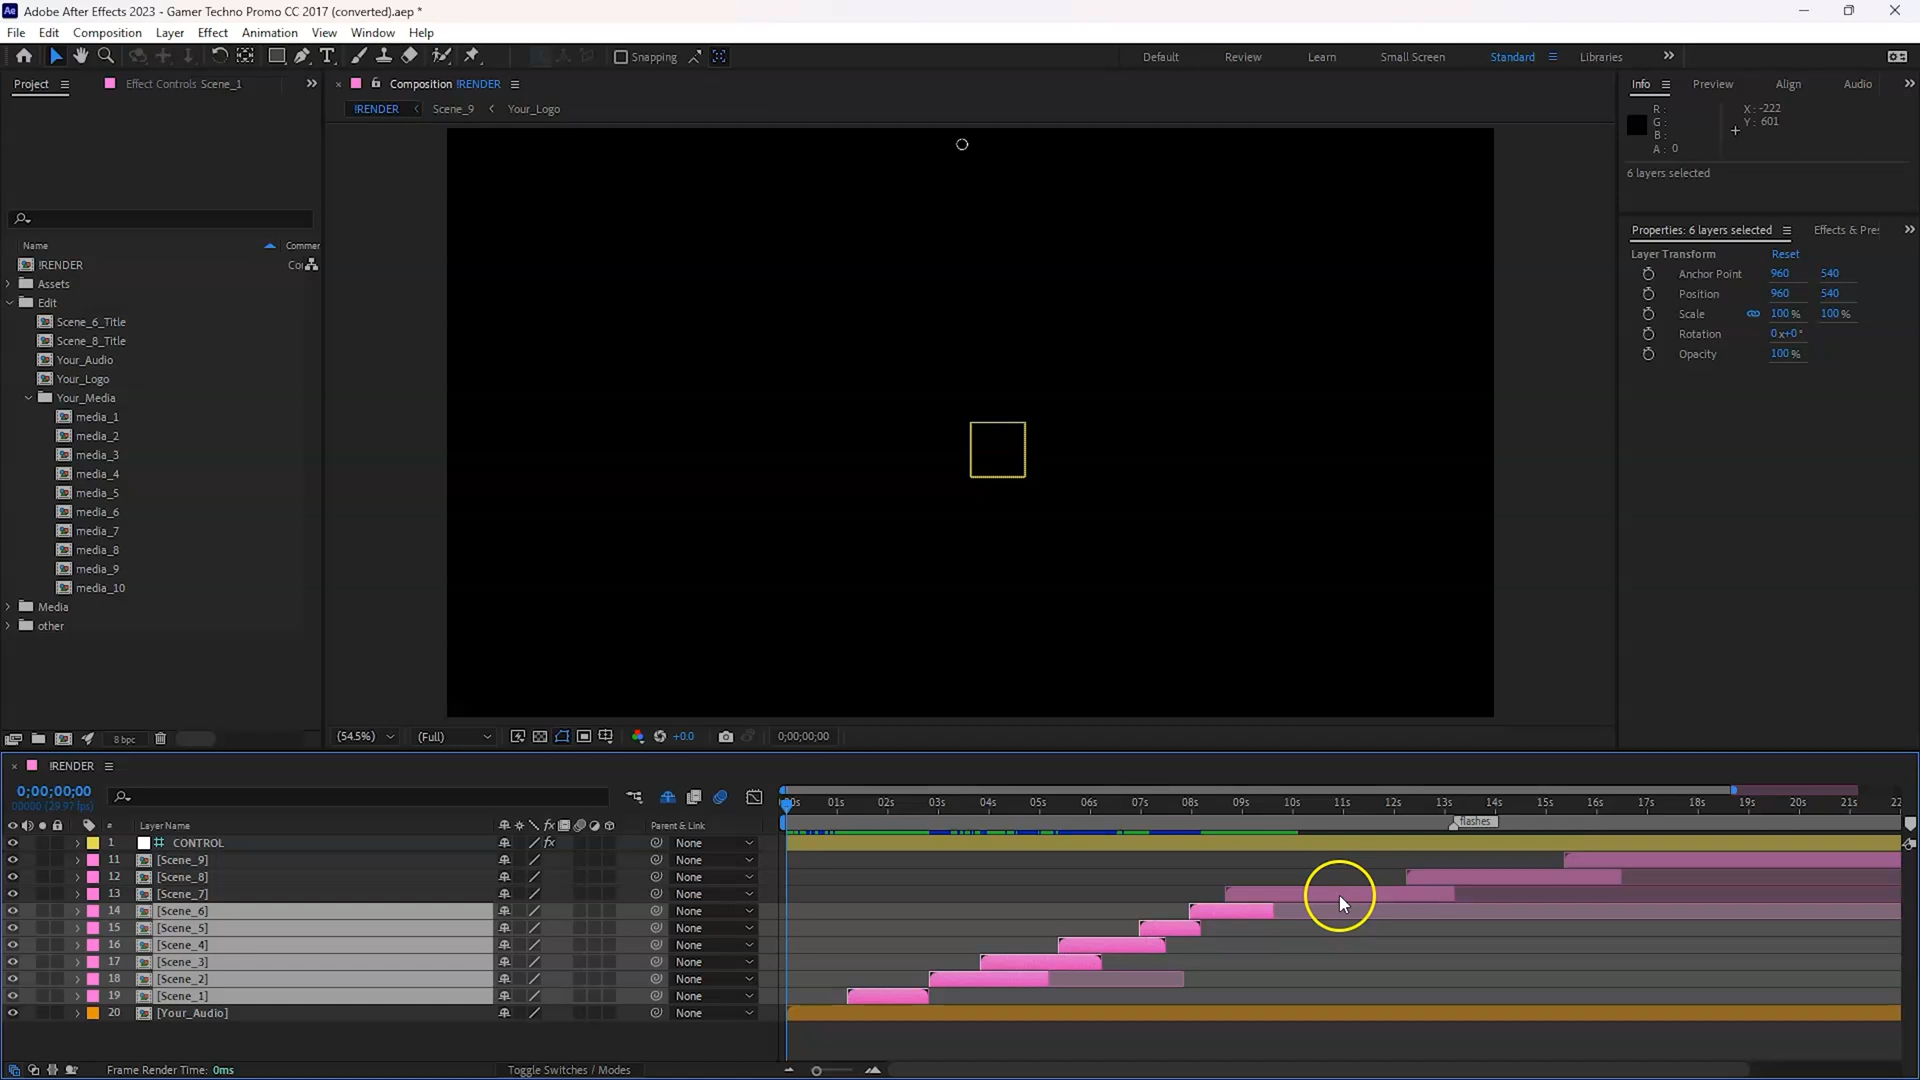 Adobe After Effects 2023 - Gamer Techno Promo CC 2017 (converted).aep *
File Edit Composition Layer Effect Animation View Window Help
Snapping Default Review Learn Small Screen Standard Libraries
Project Effect Controls Scene_1
Composition !RENDER
!RENDER Scene_9 Your_Logo
Info Preview Align Audio
R :
G :
B :
A : 0
X : -222
Y : 601
6 layers selected
Properties: 6 layers selected Effects & Pre
Layer Transform Reset
Anchor Point 960 540
Position 960 540
Scale 100 % 100 %
Rotation 0x+0°
Opacity 100 %
Name Commer
!RENDER
Assets
Edit
Scene_6_Title
Scene_8_Title
Your_Audio
Your_Logo
Your_Media
media_1
media_2
media_3
media_4
media_5
media_6
media_7
media_8
media_9
media_10
Media
other
8 bpc
(54.5%) (Full) +0.0 0;00;00;00
!RENDER
0;00;00;00
00000 (29.97 fps)
01s 02s 03s 04s 05s 06s 07s 08s 09s 10s 11s 12s 13s 14s 15s 16s 17s 18s 19s 20s 21s 22
flashes
# Layer Name Parent & Link
1 CONTROL fx None
11 [Scene_9] None
12 [Scene_8] None
13 [Scene_7] None
14 [Scene_6] None
15 [Scene_5] None
16 [Scene_4] None
17 [Scene_3] None
18 [Scene_2] None
19 [Scene_1] None
20 [Your_Audio] None
Frame Render Time: 0ms Toggle Switches / Modes